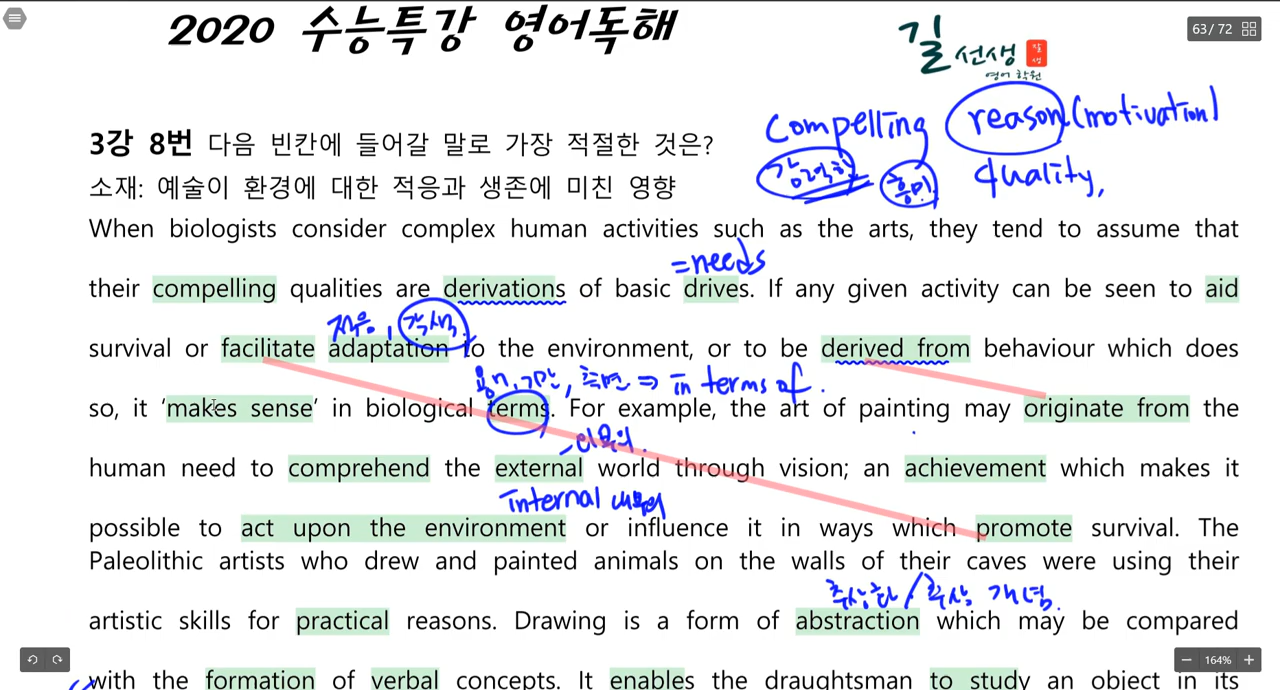 2020 수능특강 영어독해
길선생
영어 학원
63 / 72
compelling reason (motivation)
강력한 흥미 quality,
3강 8번 다음 빈칸에 들어갈 말로 가장 적절한 것은?
소재: 예술이 환경에 대한 적응과 생존에 미친 영향
When biologists consider complex human activities such as the arts, they tend to assume that
=needs
their compelling qualities are derivations of basic drives. If any given activity can be seen to aid
적응, 각색
survival or facilitate adaptation to the environment, or to be derived from behaviour which does
용어, 기간, 측면 ⇒ in terms of.
so, it ‘makes sense’ in biological terms. For example, the art of painting may originate from the
human need to comprehend the external world through vision; an achievement which makes it
internal 내부의
possible to act upon the environment or influence it in ways which promote survival. The
Paleolithic artists who drew and painted animals on the walls of their caves were using their
추상화 / 추상 개념.
artistic skills for practical reasons. Drawing is a form of abstraction which may be compared
164%
with the formation of verbal concepts. It enables the draughtsman to study an object in its